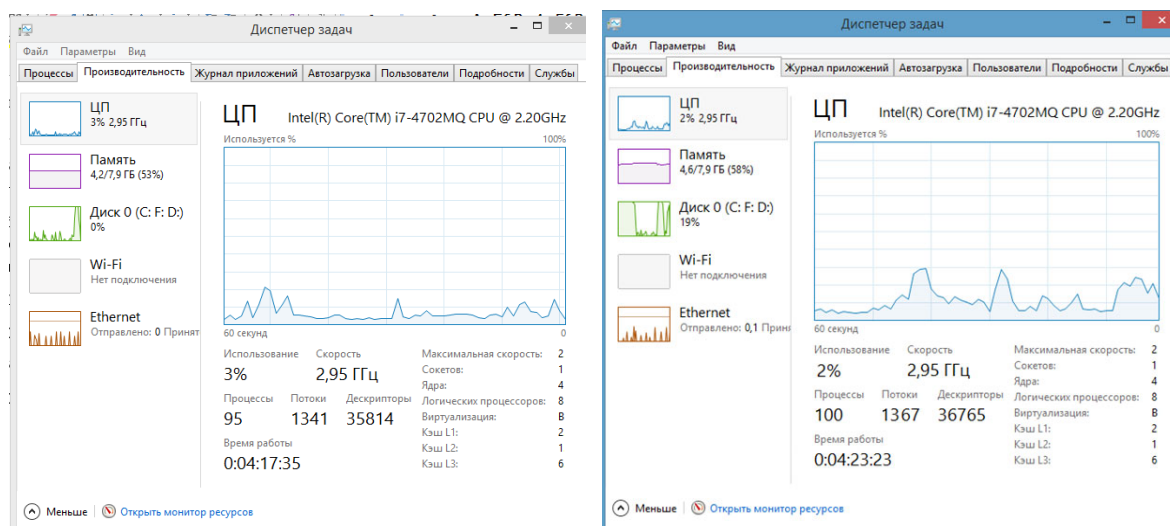 Диспетчер задач
Файл Параметры Вид
Процессы Производительность Журнал приложений Автозагрузка Пользователи Подробности Службы
ЦП
3% 2,95 ГГц
Память
4,2/7,9 ГБ (53%)
Диск 0 (C: F: D:)
0%
Wi-Fi
Нет подключения
Ethernet
Отправлено: 0 Принят
ЦП Intel(R) Core(TM) i7-4702MQ CPU @ 2.20GHz
Используется % 100%
60 секунд 0
Использование Скорость
3% 2,95 ГГц
Процессы Потоки Дескрипторы
95 1341 35814
Время работы
0:04:17:35
Максимальная скорость: 2
Сокетов: 1
Ядра: 4
Логических процессоров: 8
Виртуализация: В
Кэш L1: 2
Кэш L2: 1
Кэш L3: 6
Меньше Открыть монитор ресурсов
Диспетчер задач
Файл Параметры Вид
Процессы Производительность Журнал приложений Автозагрузка Пользователи Подробности Службы
ЦП
2% 2,95 ГГц
Память
4,6/7,9 ГБ (58%)
Диск 0 (C: F: D:)
19%
Wi-Fi
Нет подключения
Ethernet
Отправлено: 0,1 Прин
ЦП Intel(R) Core(TM) i7-4702MQ CPU @ 2.20GHz
Используется % 100%
60 секунд 0
Использование Скорость
2% 2,95 ГГц
Процессы Потоки Дескрипторы
100 1367 36765
Время работы
0:04:23:23
Максимальная скорость: 2
Сокетов: 1
Ядра: 4
Логических процессоров: 8
Виртуализация: В
Кэш L1: 2
Кэш L2: 1
Кэш L3: 6
Меньше Открыть монитор ресурсов